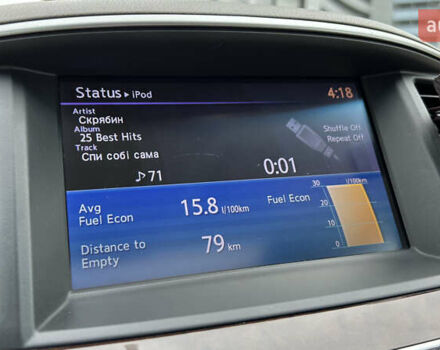 Status ▸ iPod
4:18
Artist
Скрябин
Album
25 Best Hits
Track
Спи собі сама
♪71
0:01
Shuffle Off
Repeat Off
Avg
Fuel Econ
15.8 l/100km
Distance to
Empty
79 km
Fuel Econ
l/100km
30
20
10
0